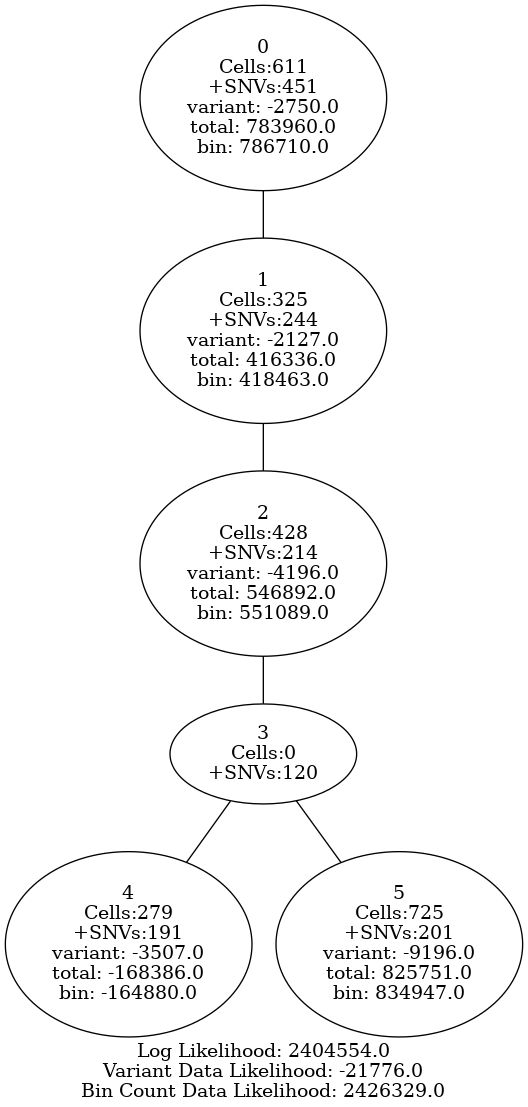 0
Cells:611
+SNVs:451
variant: -2750.0
total: 783960.0
bin: 786710.0
1
Cells:325
+SNVs:244
variant: -2127.0
total: 416336.0
bin: 418463.0
2
Cells:428
+SNVs:214
variant: -4196.0
total: 546892.0
bin: 551089.0
3
Cells:0
+SNVs:120
4
Cells:279
+SNVs:191
variant: -3507.0
total: -168386.0
bin: -164880.0
5
Cells:725
+SNVs:201
variant: -9196.0
total: 825751.0
bin: 834947.0
Log Likelihood: 2404554.0
Variant Data Likelihood: -21776.0
Bin Count Data Likelihood: 2426329.0